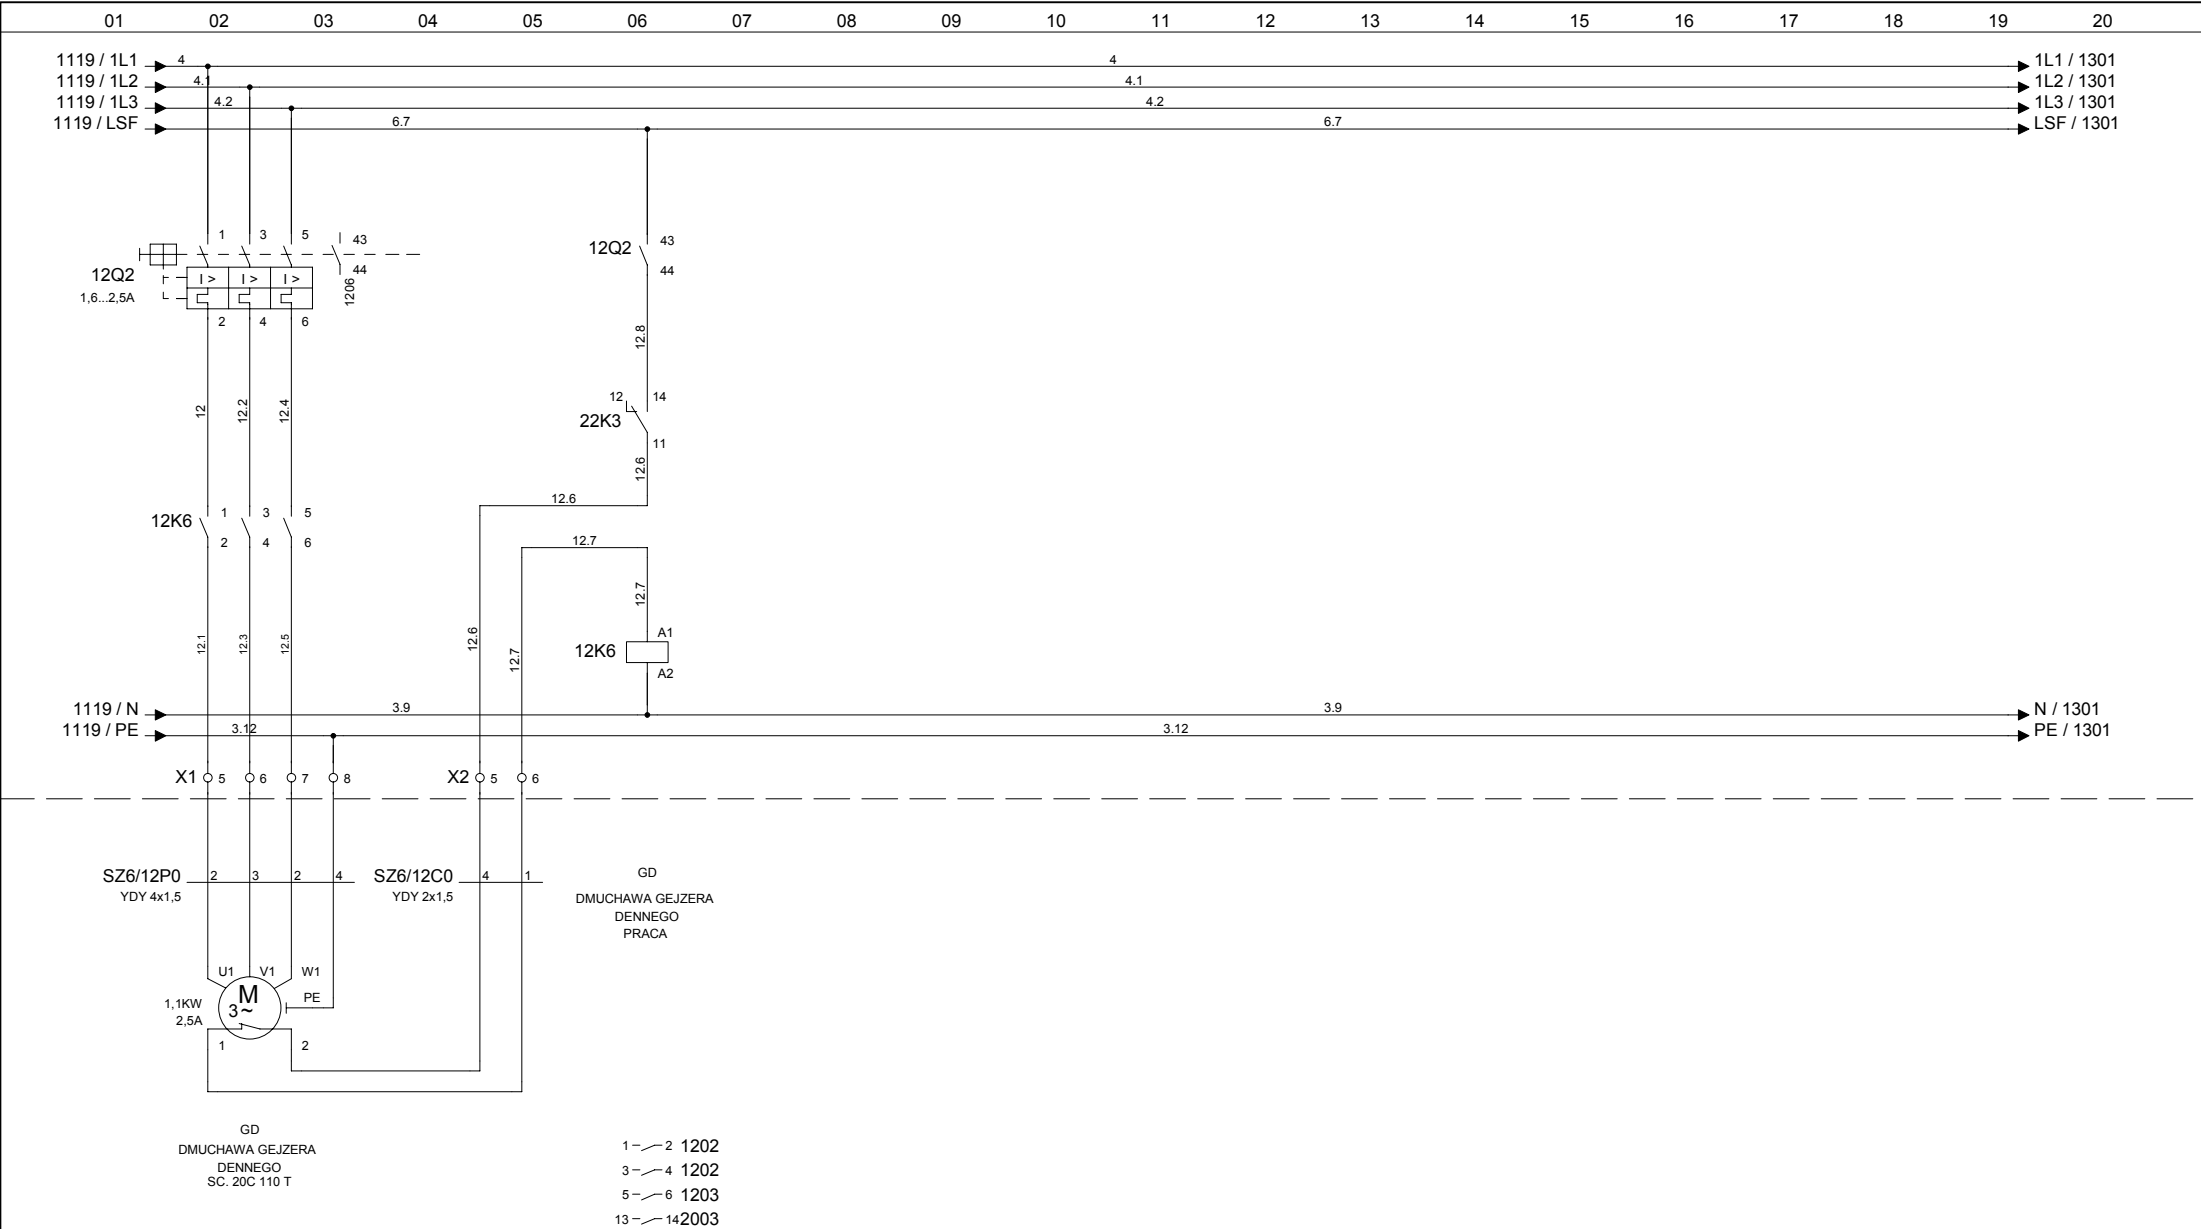 01 02 03 04 05 06 07 08 09 10 11 12 13 14 15 16 17 18 19 20
1119 / 1L1 4 4 1L1 / 1301
1119 / 1L2 4.1 4.1 1L2 / 1301
1119 / 1L3 4.2 4.2 1L3 / 1301
1119 / LSF 6.7 6.7 LSF / 1301
1 3 5 43
12Q2 43
44
12Q2 I > I > I > 44
1,6...2,5A 1206
2 4 6
12.8
12 14
12 12.2 12.4
22K3
11
12.6
12.6
12K6 1 3 5
2 4 6
12.7
12.7
12.1 12.3 12.5 12.6 12.7
A1
12K6
A2
1119 / N 3.9 3.9 N / 1301
1119 / PE 3.12 3.12 PE / 1301
X1 5 6 7 8 X2 5 6
SZ6/12P0 2 3 2 4 SZ6/12C0 4 1
YDY 4x1,5 YDY 2x1,5
GD
DMUCHAWA GEJZERA
DENNEGO
PRACA
U1 V1 W1
M
PE
1,1KW
3~
2,5A
1 2
GD
DMUCHAWA GEJZERA
DENNEGO
SC. 20C 110 T
1 2 1202
3 4 1202
5 6 1203
13 14 2003